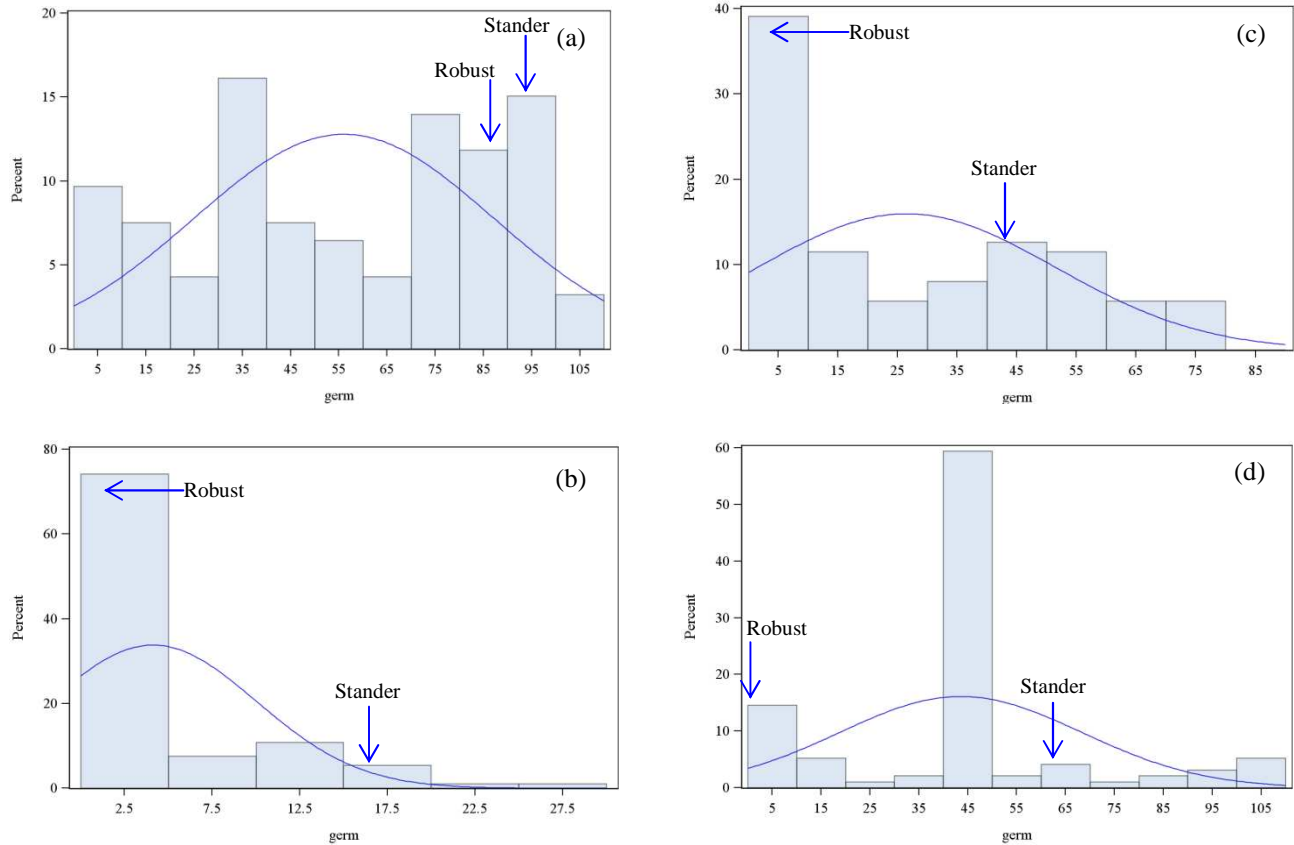 20
15
10
5
0
Percent
Stander
(a)
Robust
5 15 25 35 45 55 65 75 85 95 105
germ
40
30
20
10
0
Percent
Robust
(c)
Stander
5 15 25 35 45 55 65 75 85
germ
80
60
40
20
0
Percent
(b)
Robust
Stander
2.5 7.5 12.5 17.5 22.5 27.5
germ
60
50
40
30
20
10
0
Percent
(d)
Robust
Stander
5 15 25 35 45 55 65 75 85 95 105
germ